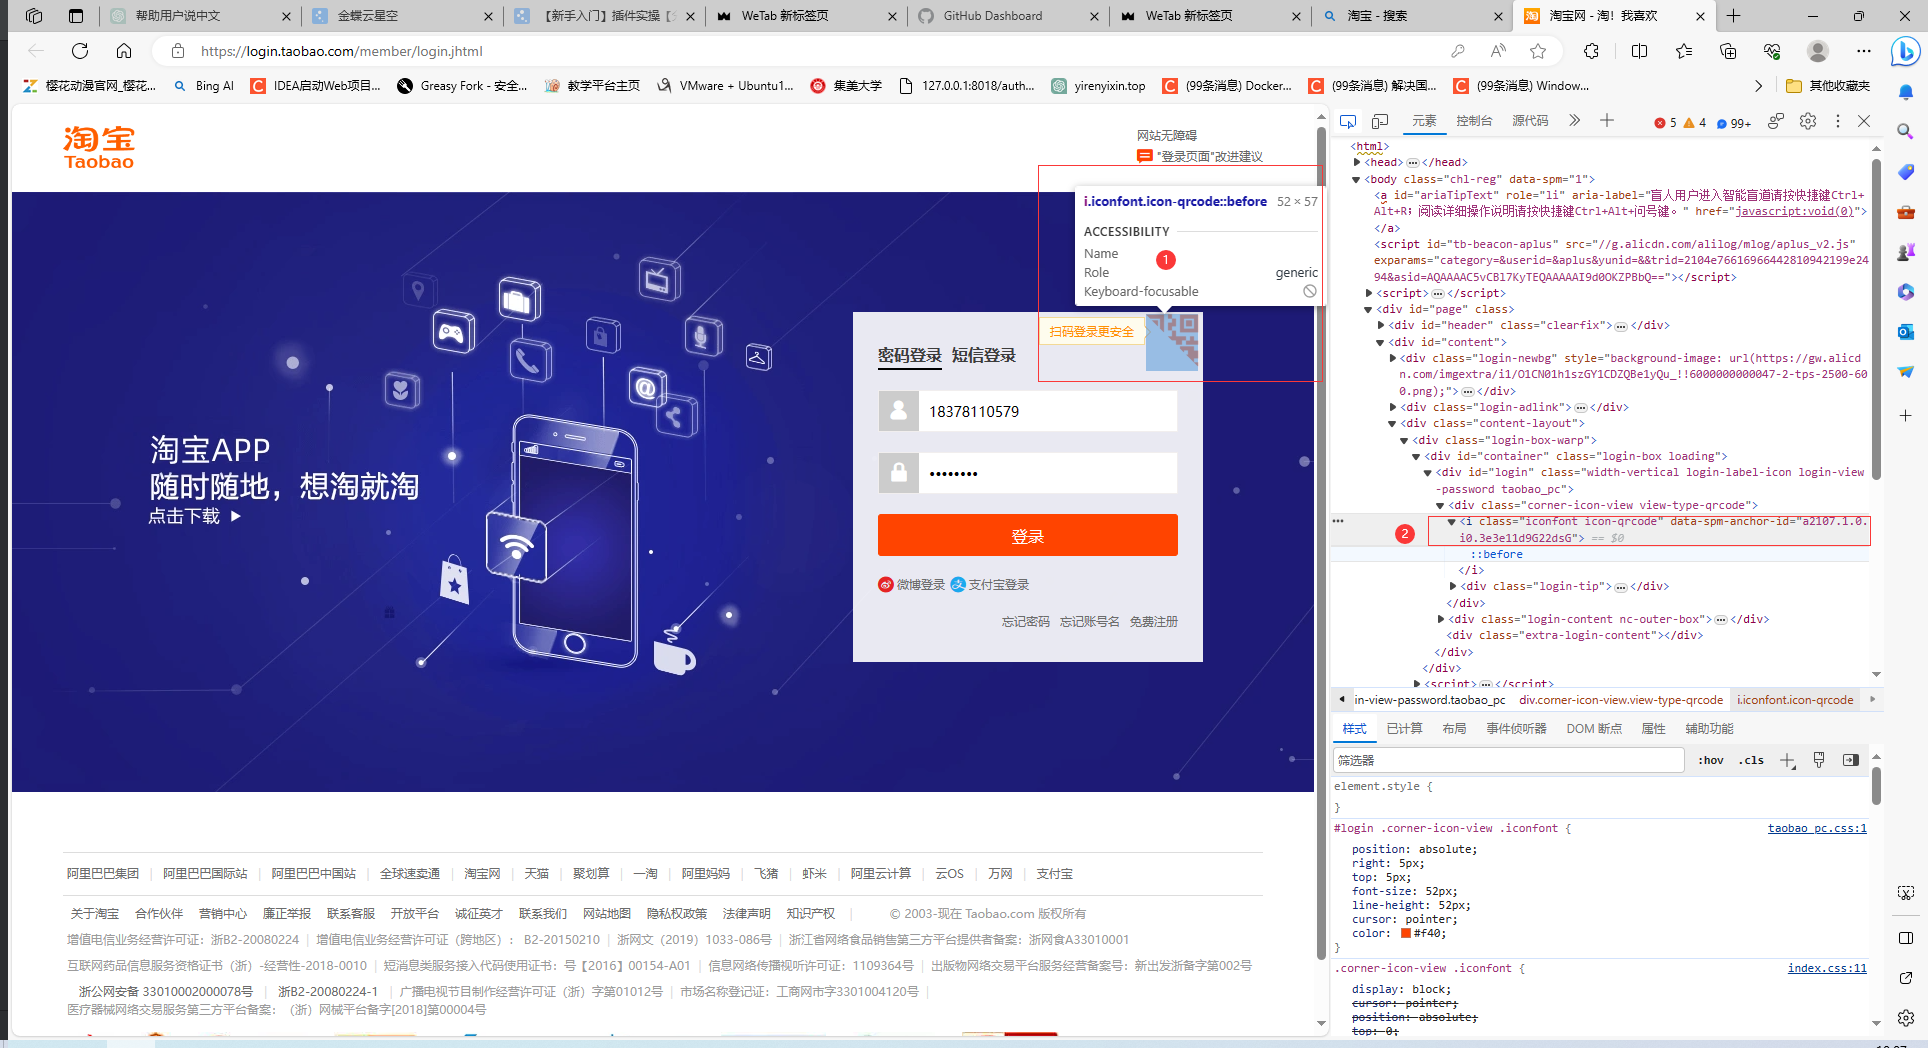 帮助用户说中文
金蝶云星空
【新手入门】插件实操【
WeTab 新标签页
GitHub Dashboard
WeTab 新标签页
淘宝 - 搜索
淘宝网 - 淘！我喜欢
https://login.taobao.com/member/login.jhtml
樱花动漫官网_樱花...
Bing AI
IDEA启动Web项目...
Greasy Fork - 安全...
教学平台主页
VMware + Ubuntu1...
集美大学
127.0.0.1:8018/auth...
yirenyixin.top
(99条消息) Docker...
(99条消息) 解决国...
(99条消息) Window...
其他收藏夹
淘宝
Taobao
网站无障碍
"登录页面"改进建议
i.iconfont.icon-qrcode::before 52 × 57
ACCESSIBILITY
Name
1
Role generic
Keyboard-focusable
扫码登录更安全
密码登录 短信登录
18378110579
••••••••
登录
微博登录 支付宝登录
忘记密码 忘记账号名 免费注册
淘宝APP
随时随地，想淘就淘
点击下载
阿里巴巴集团 | 阿里巴巴国际站 | 阿里巴巴中国站 | 全球速卖通 | 淘宝网 | 天猫 | 聚划算 | 一淘 | 阿里妈妈 | 飞猪 | 虾米 | 阿里云计算 | 云OS | 万网 | 支付宝
关于淘宝 合作伙伴 营销中心 廉正举报 联系客服 开放平台 诚征英才 联系我们 网站地图 隐私权政策 法律声明 知识产权 | © 2003-现在 Taobao.com 版权所有
增值电信业务经营许可证：浙B2-20080224 | 增值电信业务经营许可证（跨地区）： B2-20150210 | 浙网文（2019）1033-086号 | 浙江省网络食品销售第三方平台提供者备案：浙网食A33010001
互联网药品信息服务资格证书（浙）-经营性-2018-0010 | 短消息类服务接入代码使用证书：号【2016】00154-A01 | 信息网络传播视听许可证：1109364号 | 出版物网络交易平台服务经营备案号：新出发浙备字第002号
浙公网安备 33010002000078号 | 浙B2-20080224-1 | 广播电视节目制作经营许可证（浙）字第01012号 | 市场名称登记证：工商网市字3301004120号 |
医疗器械网络交易服务第三方平台备案：（浙）网械平台备字[2018]第00004号
元素 控制台 源代码
5 4 99+
<html>
<head>…</head>
<body class="chl-reg" data-spm="1">
<a id="ariaTipText" role="li" aria-label="盲人用户进入智能盲道请按快捷键Ctrl+
Alt+R；阅读详细操作说明请按快捷键Ctrl+Alt+问号键。" href="javascript:void(0)">
</a>
<script id="tb-beacon-aplus" src="//g.alicdn.com/alilog/mlog/aplus_v2.js"
exparams="category=&userid=&aplus&yunid=&&trid=2104e76616966442810942199e24
94&asid=AQAAAAC5vCBl7KyTEQAAAAAI9d0OKZPBbQ=="></script>
<script>…</script>
<div id="page" class>
<div id="header" class="clearfix">…</div>
<div id="content">
<div class="login-newbg" style="background-image: url(https://gw.alicd
n.com/imgextra/i1/O1CN01h1szGY1CDZQBe1yQu_!!6000000000047-2-tps-2500-60
0.png);">…</div>
<div class="login-adlink">…</div>
<div class="content-layout">
<div class="login-box-warp">
<div id="container" class="login-box loading">
<div id="login" class="width-vertical login-label-icon login-view
-password taobao_pc">
<div class="corner-icon-view view-type-qrcode">
<i class="iconfont icon-qrcode" data-spm-anchor-id="a2107.1.0.
2
i0.3e3e11d9G22dsG"> == $0
::before
</i>
<div class="login-tip">…</div>
</div>
<div class="login-content nc-outer-box">…</div>
<div class="extra-login-content"></div>
</div>
</div>
<script>…</script>
in-view-password.taobao_pc div.corner-icon-view.view-type-qrcode i.iconfont.icon-qrcode
样式 已计算 布局 事件侦听器 DOM 断点 属性 辅助功能
筛选器 :hov .cls
element.style {
}
#login .corner-icon-view .iconfont { taobao_pc.css:1
position: absolute;
right: 5px;
top: 5px;
font-size: 52px;
line-height: 52px;
cursor: pointer;
color: #f40;
}
.corner-icon-view .iconfont { index.css:11
display: block;
cursor: pointer;
position: absolute;
top: 0;